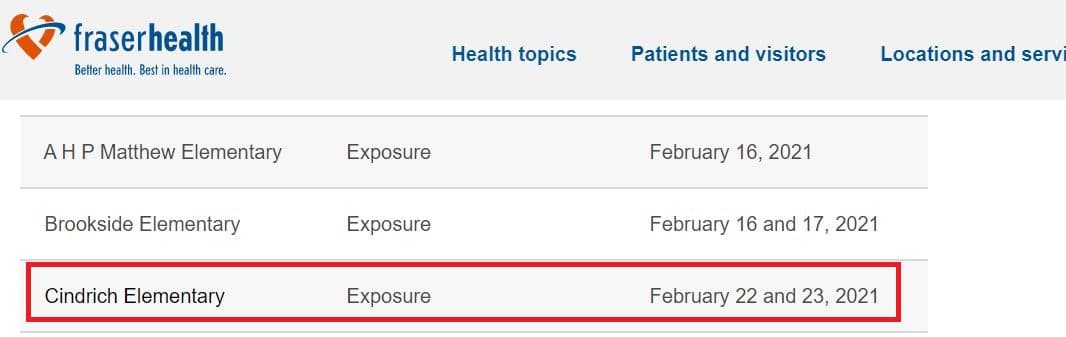 fraserhealth
Better health. Best in health care.
Health topics Patients and visitors Locations and servi
A H P Matthew Elementary Exposure February 16, 2021
Brookside Elementary Exposure February 16 and 17, 2021
Cindrich Elementary Exposure February 22 and 23, 2021